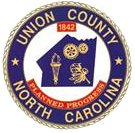 UNION COUNTY
1842
PLANNED PROGRESS
NORTH CAROLINA